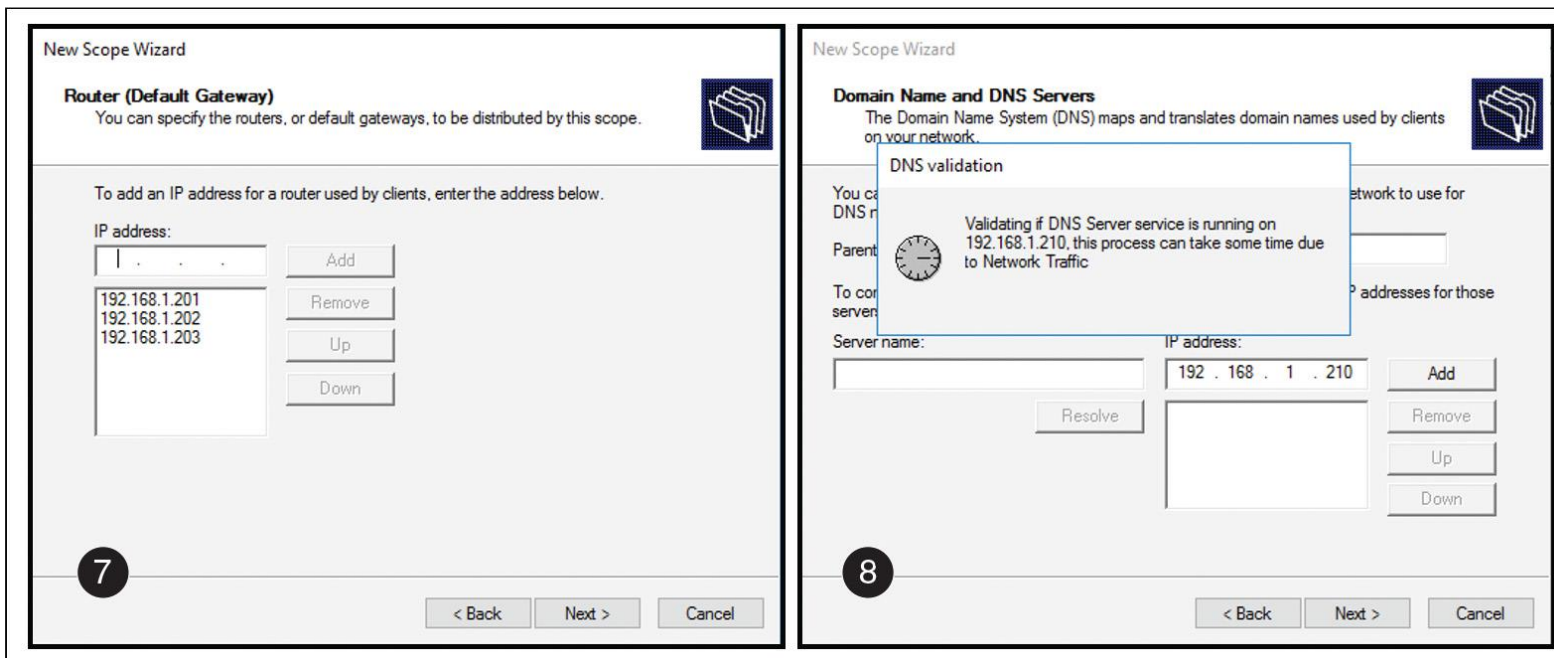 New Scope Wizard
Router (Default Gateway)
You can specify the routers, or default gateways, to be distributed by this scope.
To add an IP address for a router used by clients, enter the address below.
IP address:
. . .
Add
192.168.1.201
192.168.1.202
192.168.1.203
Remove
Up
Down
7
< Back
Next >
Cancel
New Scope Wizard
Domain Name and DNS Servers
The Domain Name System (DNS) maps and translates domain names used by clients
on your network.
DNS validation
Validating if DNS Server service is running on
192.168.1.210, this process can take some time due
to Network Traffic
You
to use for
DNS
Parent
To
addresses for those
Server name:
IP address:
192 . 168 . 1 . 210
Add
Resolve
Remove
Up
Down
8
< Back
Next >
Cancel